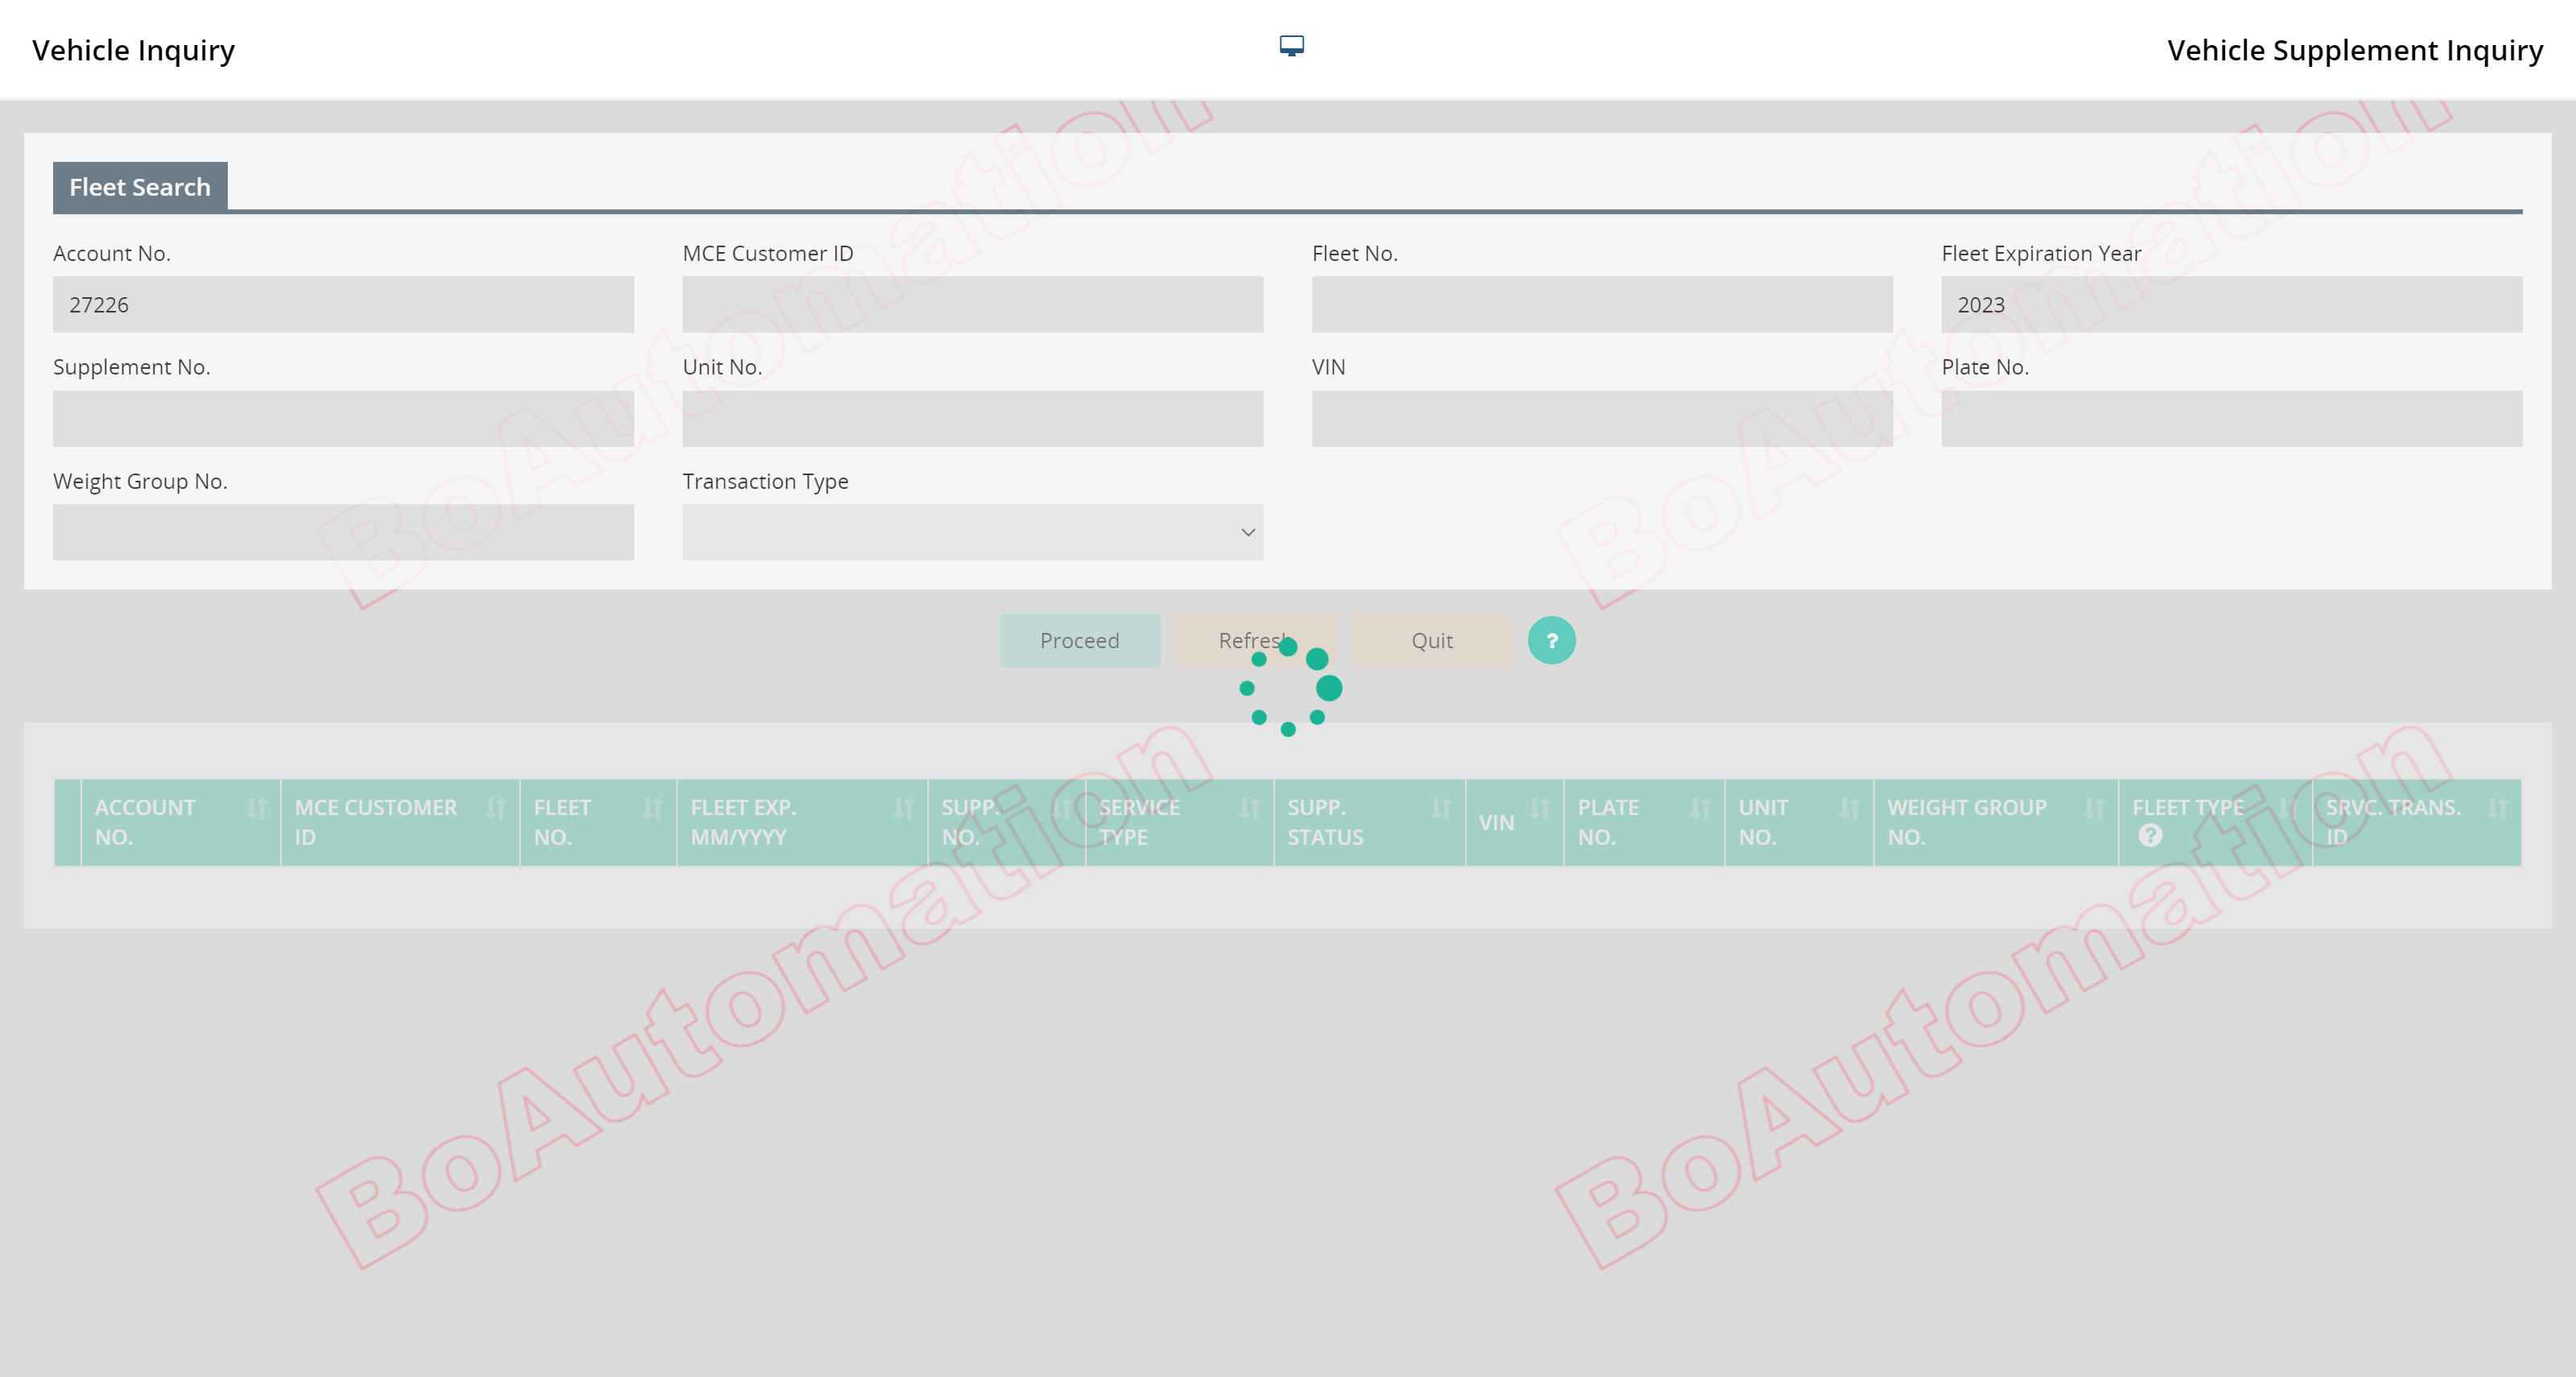 Vehicle Inquiry
Vehicle Supplement Inquiry
Fleet Search
Account No.
MCE Customer ID
Fleet No.
Fleet Expiration Year
27226
2023
Supplement No.
Unit No.
VIN
Plate No.
Weight Group No.
Transaction Type
Proceed
Refresh
Quit
?
ACCOUNT NO.
MCE CUSTOMER ID
FLEET NO.
FLEET EXP. MM/YYYY
SUPP. NO.
SERVICE TYPE
SUPP. STATUS
VIN
PLATE NO.
UNIT NO.
WEIGHT GROUP NO.
FLEET TYPE ?
SRVC. TRANS. ID
BoAutomation
BoAutomation
BoAutomation
BoAutomation